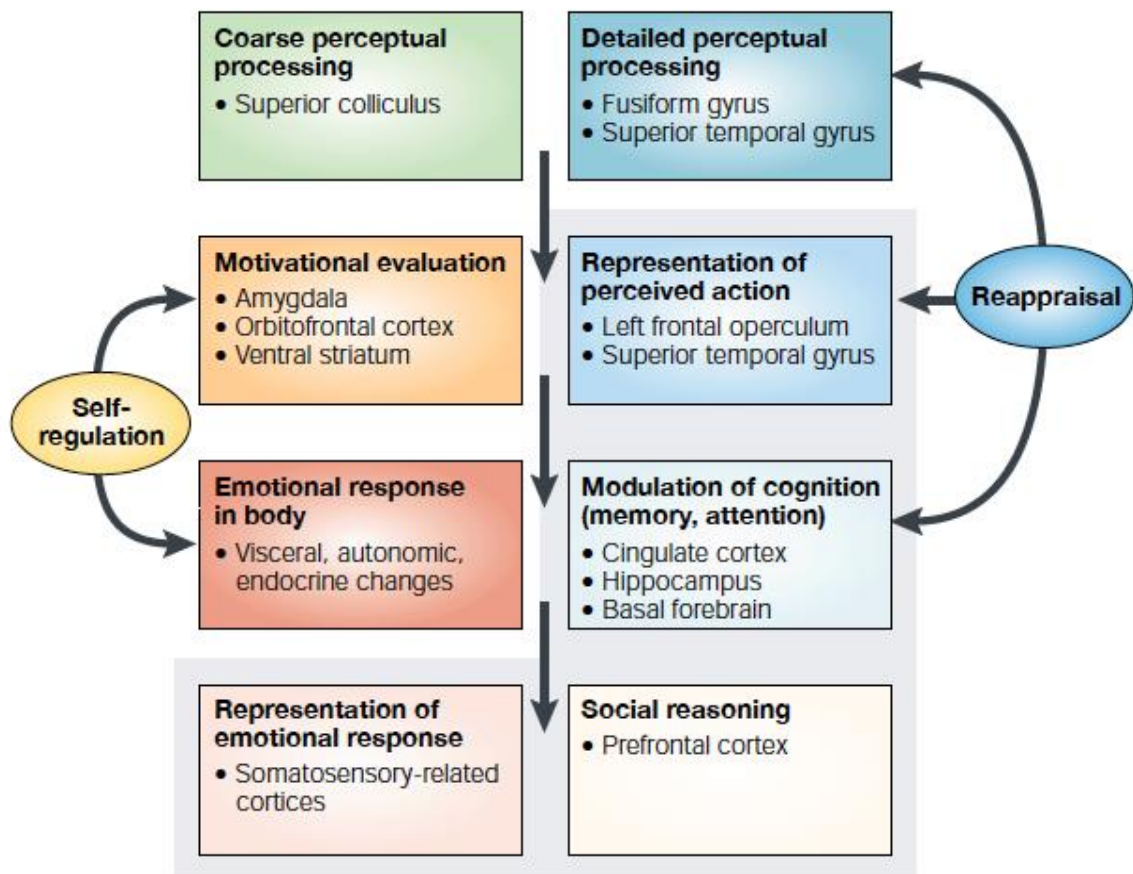 Coarse perceptual
processing
• Superior colliculus
Detailed perceptual
processing
• Fusiform gyrus
• Superior temporal gyrus
Motivational evaluation
• Amygdala
• Orbitofrontal cortex
• Ventral striatum
Representation of
perceived action
• Left frontal operculum
• Superior temporal gyrus
Reappraisal
Self-
regulation
Emotional response
in body
• Visceral, autonomic,
endocrine changes
Modulation of cognition
(memory, attention)
• Cingulate cortex
• Hippocampus
• Basal forebrain
Representation of
emotional response
• Somatosensory-related
cortices
Social reasoning
• Prefrontal cortex